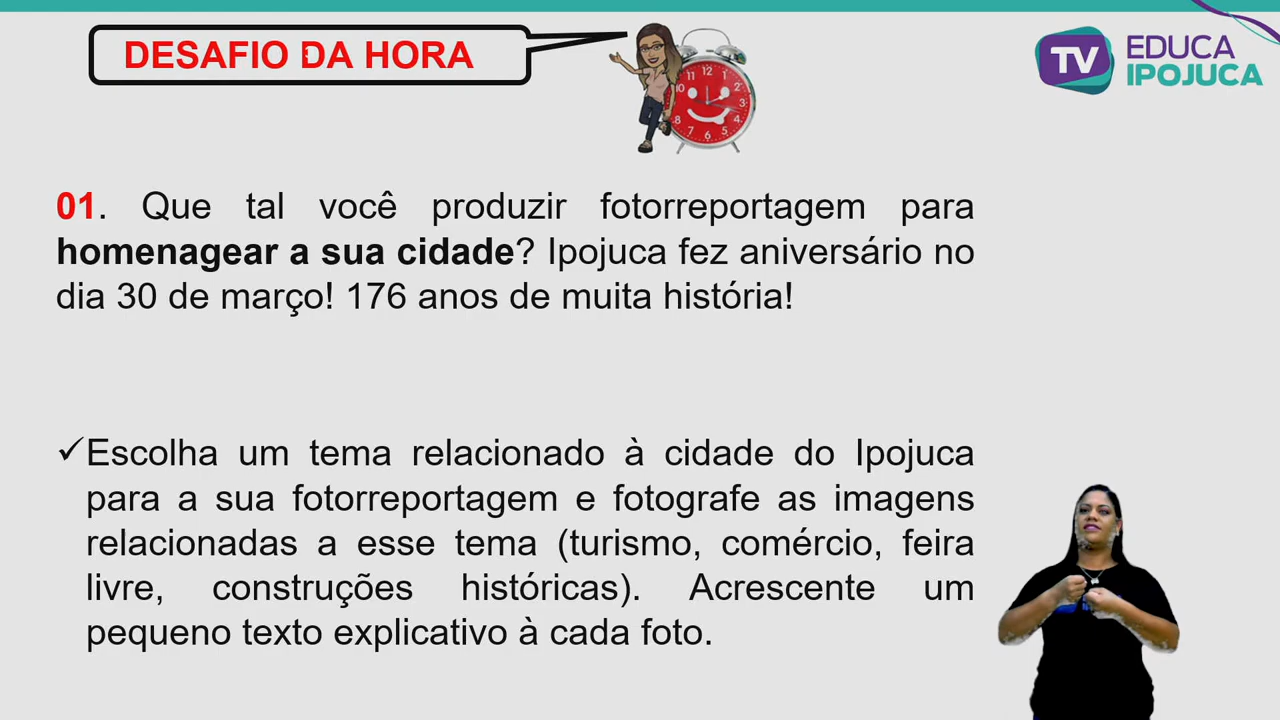 DESAFIO DA HORA
TV EDUCA
IPOJUCA
01. Que tal você produzir fotorreportagem para
homenagear a sua cidade? Ipojuca fez aniversário no
dia 30 de março! 176 anos de muita história!
✓Escolha um tema relacionado à cidade do Ipojuca
para a sua fotorreportagem e fotografe as imagens
relacionadas a esse tema (turismo, comércio, feira
livre, construções históricas). Acrescente um
pequeno texto explicativo à cada foto.